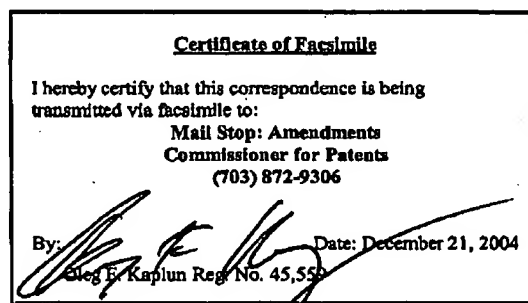 Certificate of Facsimile
I hereby certify that this correspondence is being
transmitted via facsimile to:
Mail Stop: Amendments
Commissioner for Patents
(703) 872-9306
By: Date: December 21, 2004
Oleg F. Kaplun Reg. No. 45,559